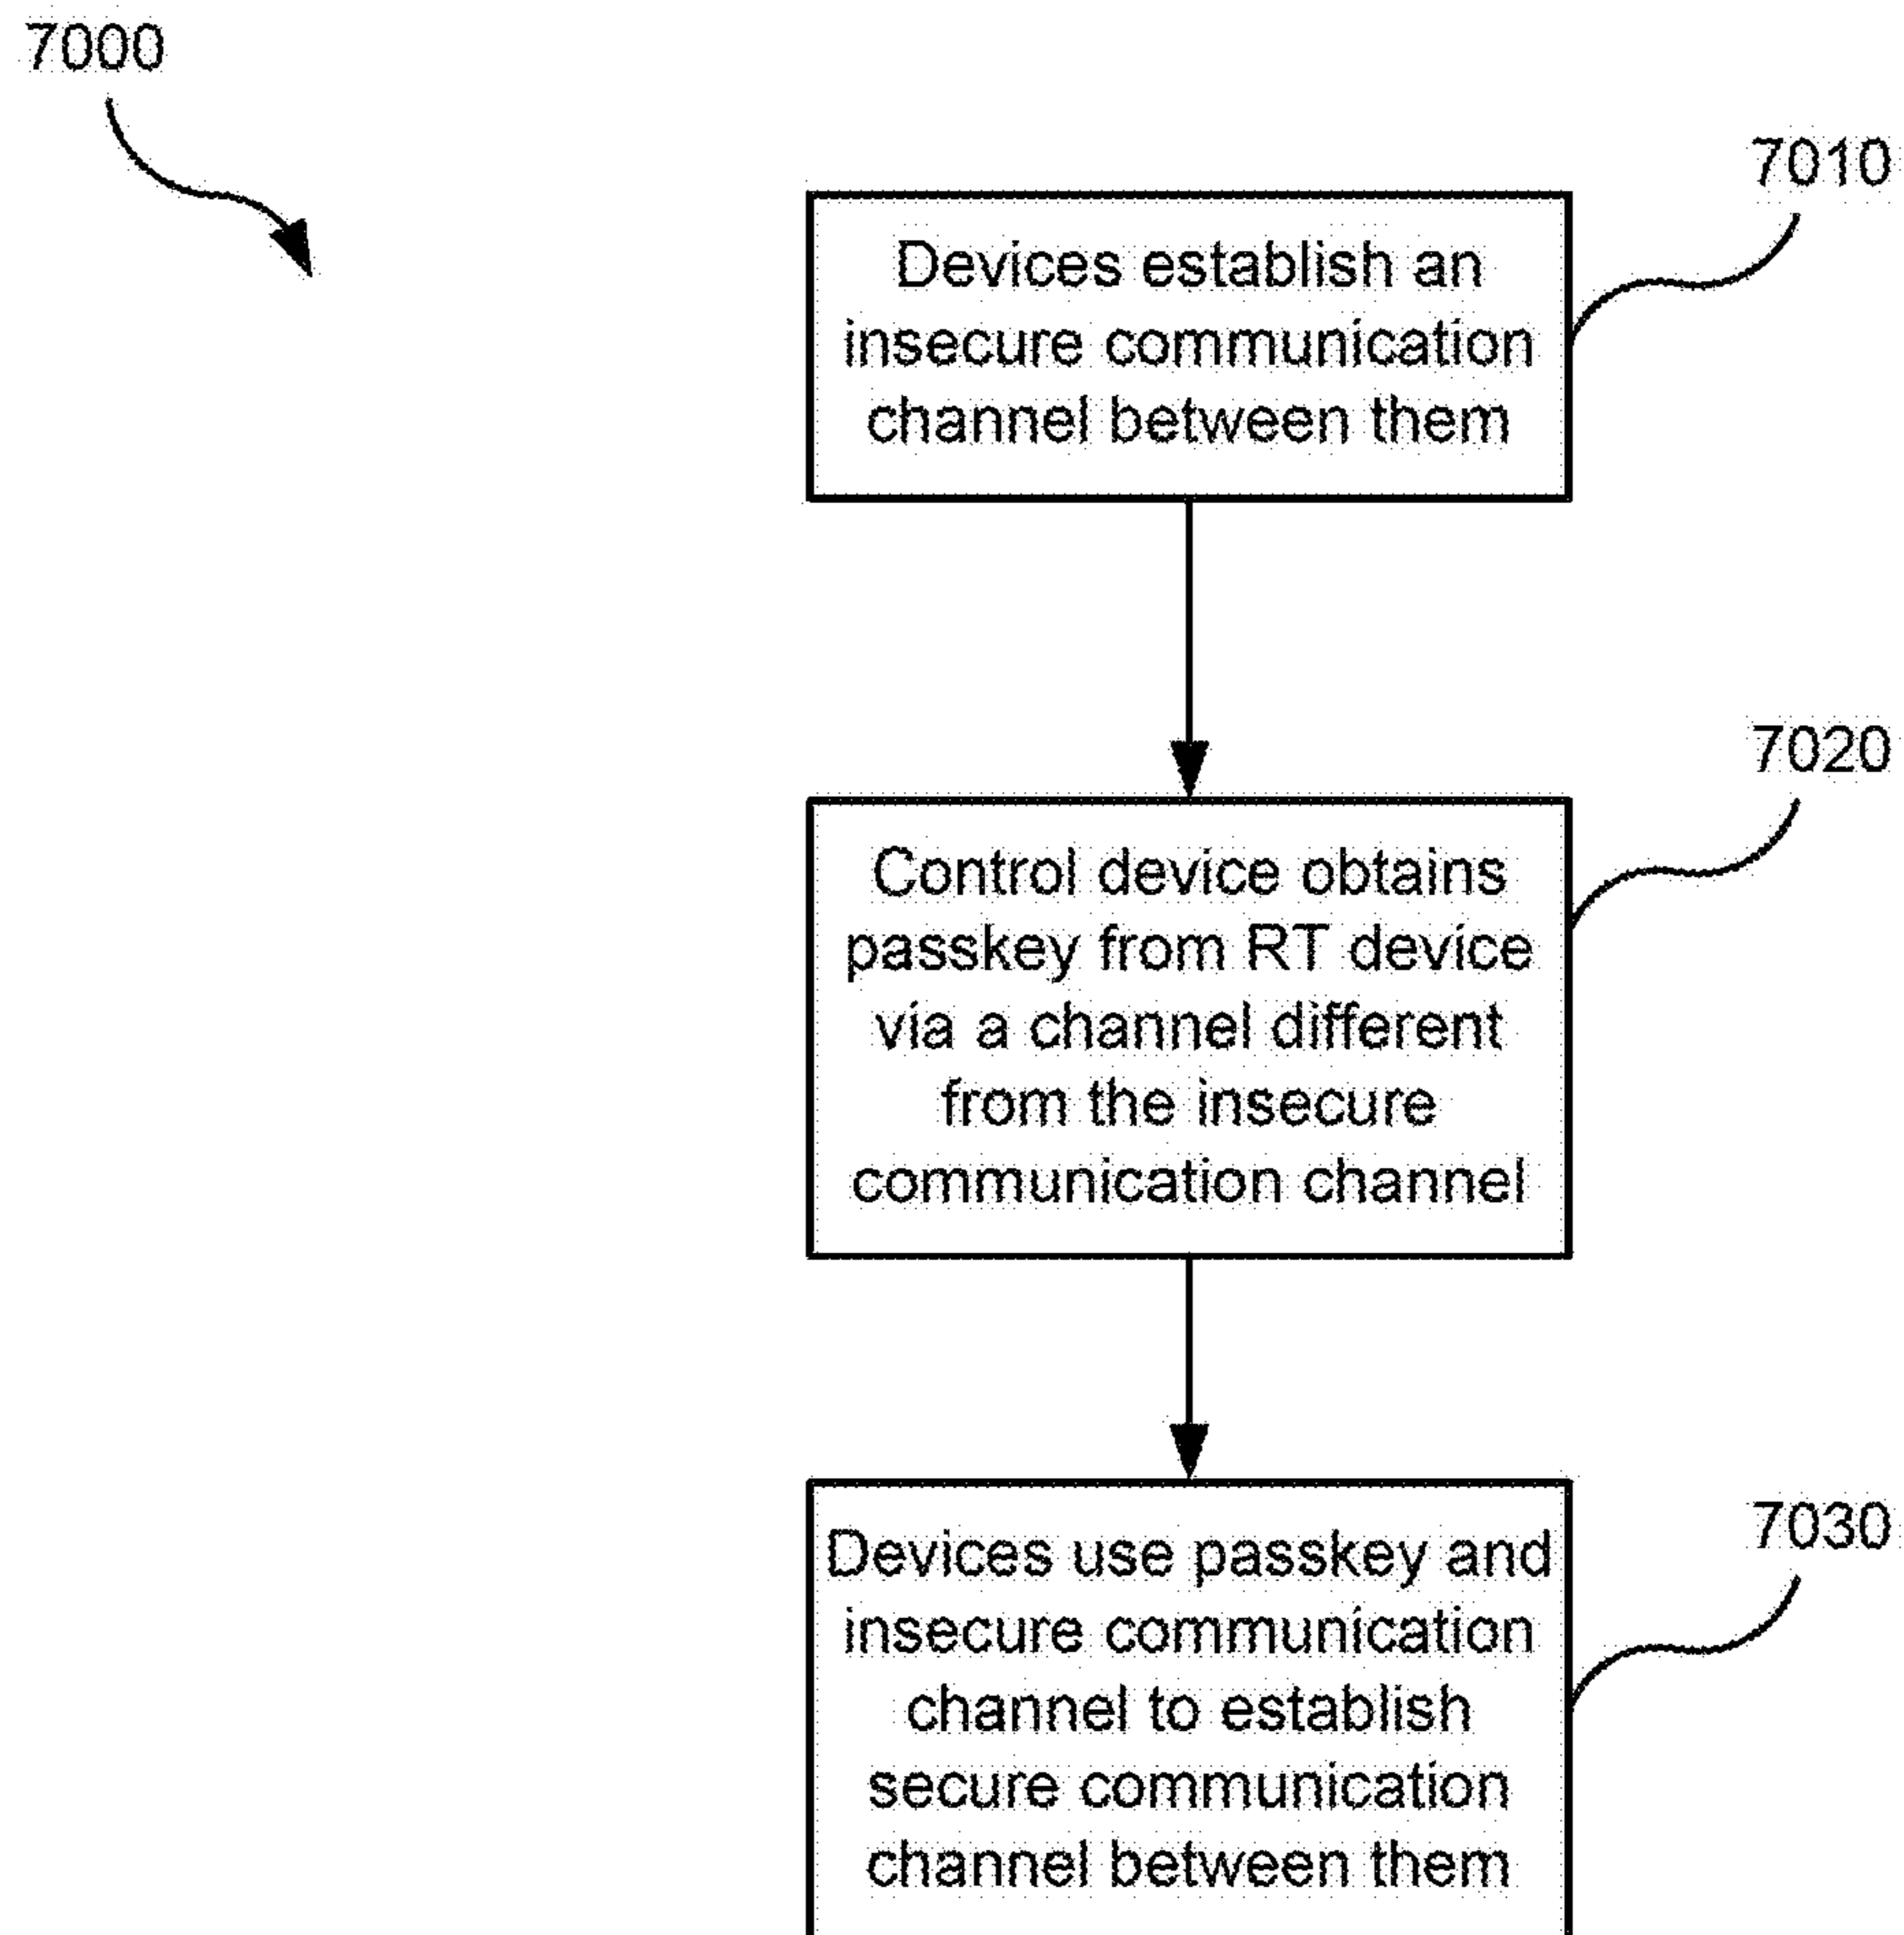 7000
7010
Devices establish an
insecure communication
channel between them
7020
Control device obtains
passkey from RT device
via a channel different
from the insecure
communication channel
7030
Devices use passkey and
insecure communication
channel to establish
secure communication
channel between them